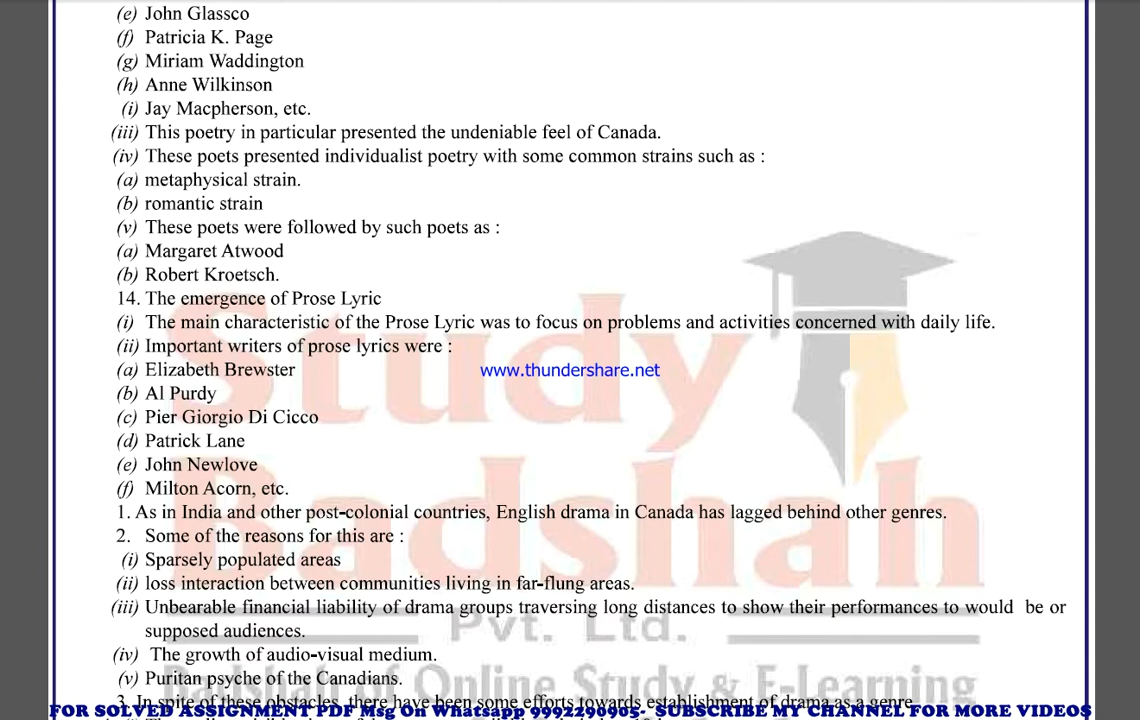 (e) John Glassco
(f) Patricia K. Page
(g) Miriam Waddington
(h) Anne Wilkinson
(i) Jay Macpherson, etc.
(iii) This poetry in particular presented the undeniable feel of Canada.
(iv) These poets presented individualist poetry with some common strains such as :
(a) metaphysical strain.
(b) romantic strain
(v) These poets were followed by such poets as :
(a) Margaret Atwood
(b) Robert Kroetsch.
14. The emergence of Prose Lyric
(i) The main characteristic of the Prose Lyric was to focus on problems and activities concerned with daily life.
(ii) Important writers of prose lyrics were :
(a) Elizabeth Brewster
www.thundershare.net
(b) Al Purdy
(c) Pier Giorgio Di Cicco
(d) Patrick Lane
(e) John Newlove
(f) Milton Acorn, etc.
1. As in India and other post-colonial countries, English drama in Canada has lagged behind other genres.
2. Some of the reasons for this are :
(i) Sparsely populated areas
(ii) loss interaction between communities living in far-flung areas.
(iii) Unbearable financial liability of drama groups traversing long distances to show their performances to would be or
supposed audiences.
(iv) The growth of audio-visual medium.
(v) Puritan psyche of the Canadians.
3. In spite of these obstacles, there have been some efforts towards establishment of drama as a genre
FOR SOLVED ASSIGNMENT PDF Msg On Whatsapp 9992290905- SUBSCRIBE MY CHANNEL FOR MORE VIDEOS
Study
Badshah
Pvt. Ltd.
Badshah of Online Study & E-Learning